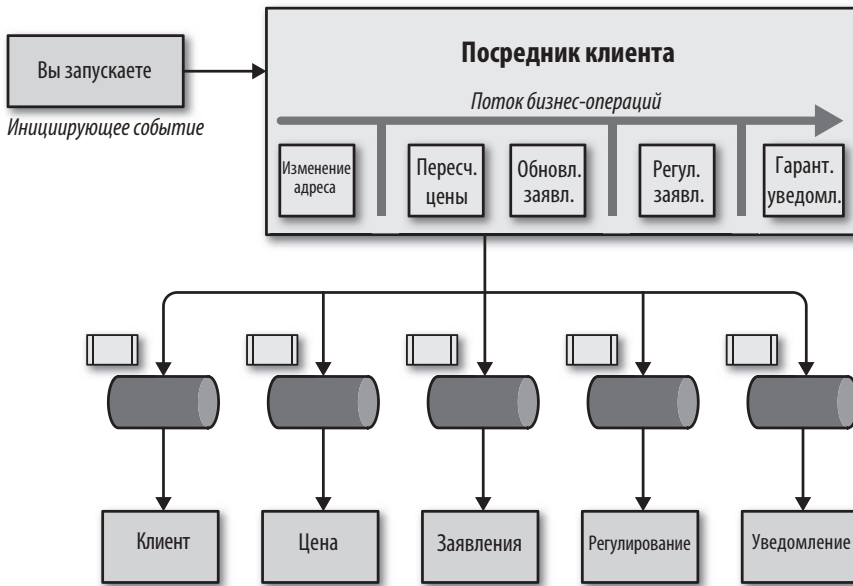 Посредник клиента
Вы запускаете
Инициирующее событие
Поток бизнес-операций
Изменение
адреса
Пересч.
цены
Обновл.
заявл.
Регул.
заявл.
Гарант.
уведомл.
Клиент
Цена
Заявления
Регулирование
Уведомление